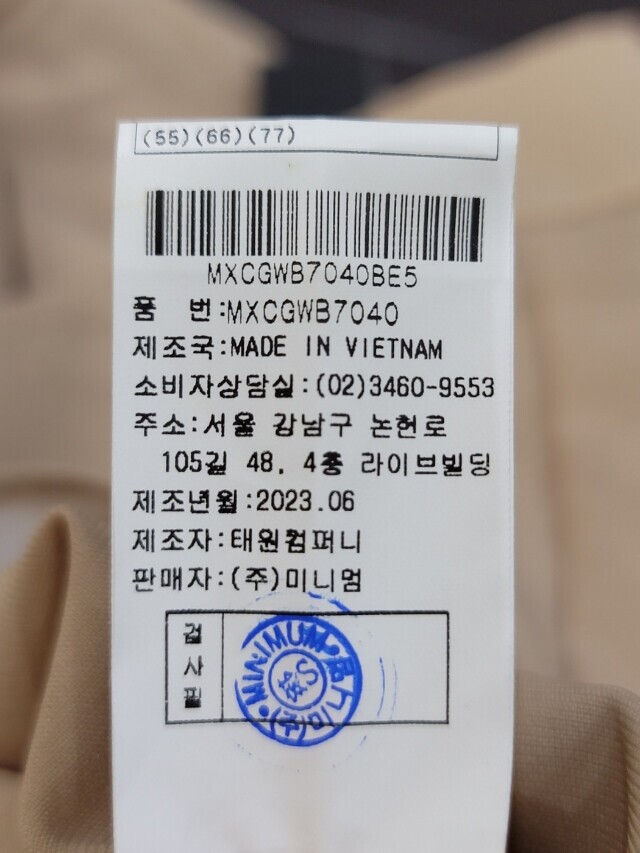 (55)(66)(77)
MXCGWB7040BE5
품 번:MXCGWB7040
제조국:MADE IN VIETNAM
소비자상담실:(02)3460-9553
주소:서울 강남구 논현로
105길 48, 4층 라이브빌딩
제조년월:2023.06
제조자:태원컴퍼니
판매자:(주)미니멈
검사필
MINIMUM
(주)미니
S